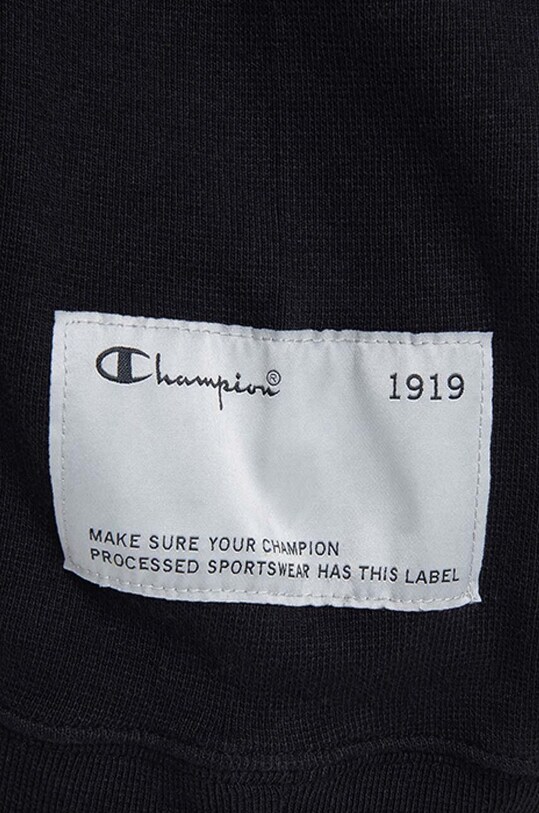 Champion® 1919
MAKE SURE YOUR CHAMPION
PROCESSED SPORTSWEAR HAS THIS LABEL